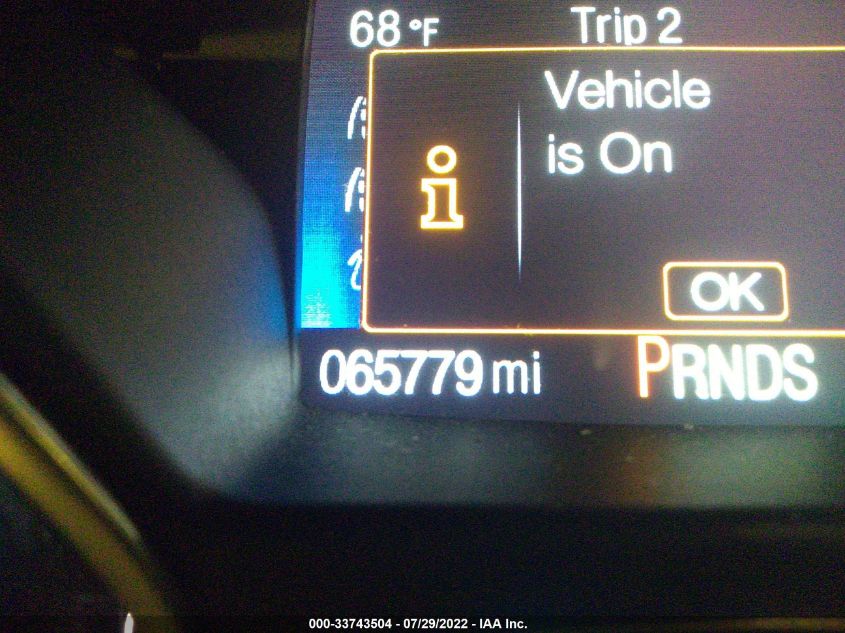 68 °F Trip 2
Vehicle
is On
i
OK
065779 mi PRNDS
000-33743504 - 07/29/2022 - IAA Inc.